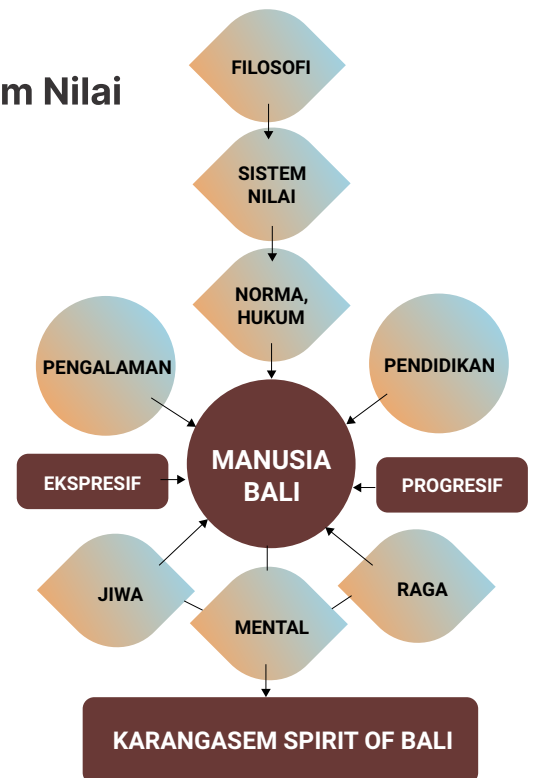 FILOSOFI
m Nilai
SISTEM
NILAI
NORMA,
HUKUM
PENGALAMAN
PENDIDIKAN
MANUSIA
BALI
EKSPRESIF
PROGRESIF
JIWA
RAGA
MENTAL
KARANGASEM SPIRIT OF BALI